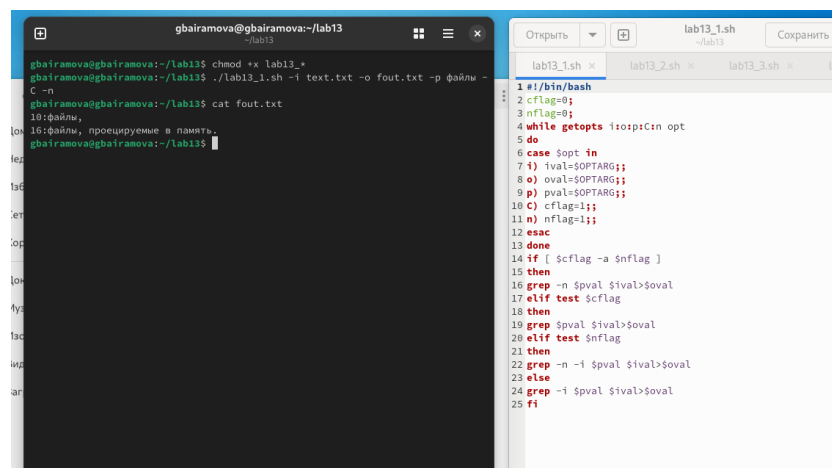 gbairamova@gbairamova:~/lab13
~/lab13
gbairamova@gbairamova:~/lab13$ chmod +x lab13_*
gbairamova@gbairamova:~/lab13$ ./lab13_1.sh -i text.txt -o fout.txt -p файлы -
C -n
gbairamova@gbairamova:~/lab13$ cat fout.txt
10:файлы,
16:файлы, проецируемые в память.
gbairamova@gbairamova:~/lab13$
Открыть
lab13_1.sh
~/lab13
Сохранить
lab13_1.sh
lab13_2.sh
lab13_3.sh
1 #!/bin/bash
2 cflag=0;
3 nflag=0;
4 while getopts i:o:p:C:n opt
5 do
6 case $opt in
7 i) ival=$OPTARG;;
8 o) oval=$OPTARG;;
9 p) pval=$OPTARG;;
10 C) cflag=1;;
11 n) nflag=1;;
12 esac
13 done
14 if [ $cflag -a $nflag ]
15 then
16 grep -n $pval $ival>$oval
17 elif test $cflag
18 then
19 grep $pval $ival>$oval
20 elif test $nflag
21 then
22 grep -n -i $pval $ival>$oval
23 else
24 grep -i $pval $ival>$oval
25 fi